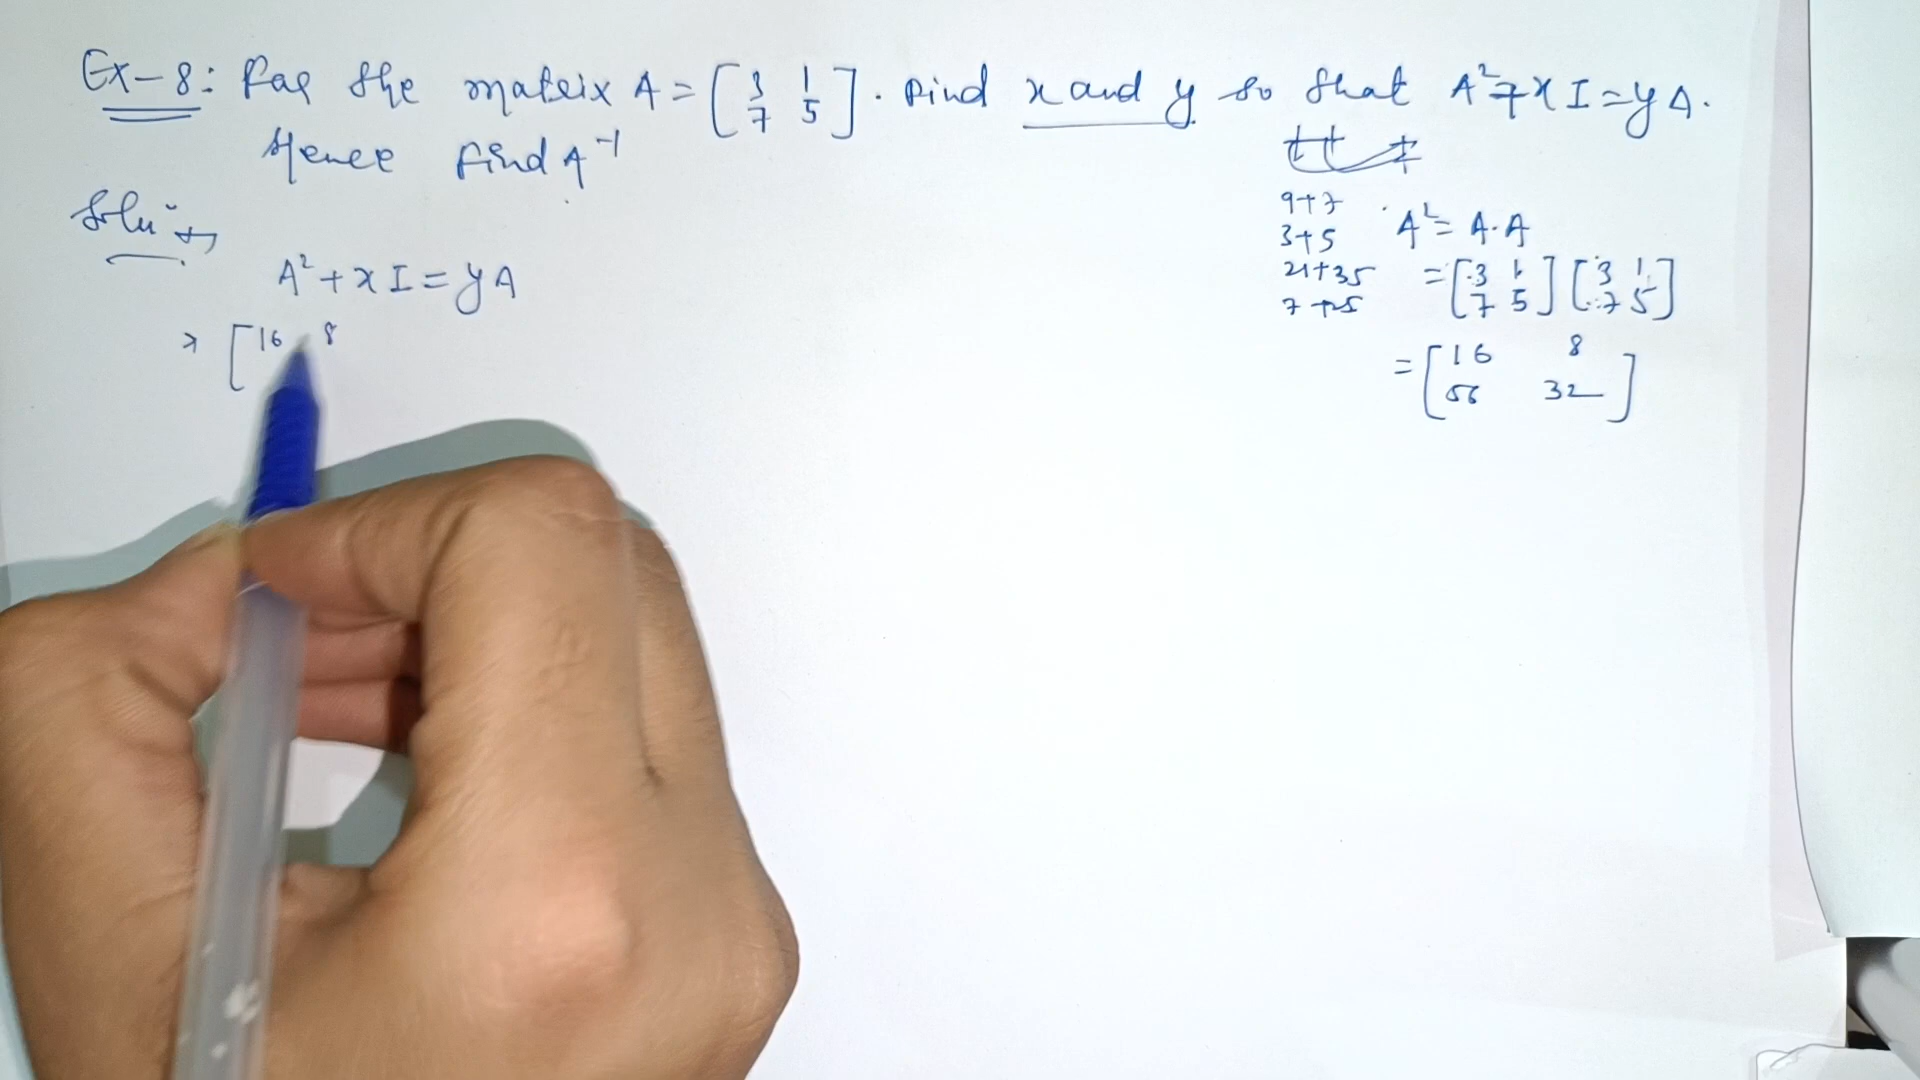 Ex-8: For the matrix A = [3 1 7 5]. Find x and y so that A²+xI=yA.
Hence find A⁻¹
Soluⁿ
A²+xI=yA
[16 8
9+7
3+5
21+35
7+25
A²= A.A
=[3 1 7 5][3 1 7 5]
=[16 8
56 32]